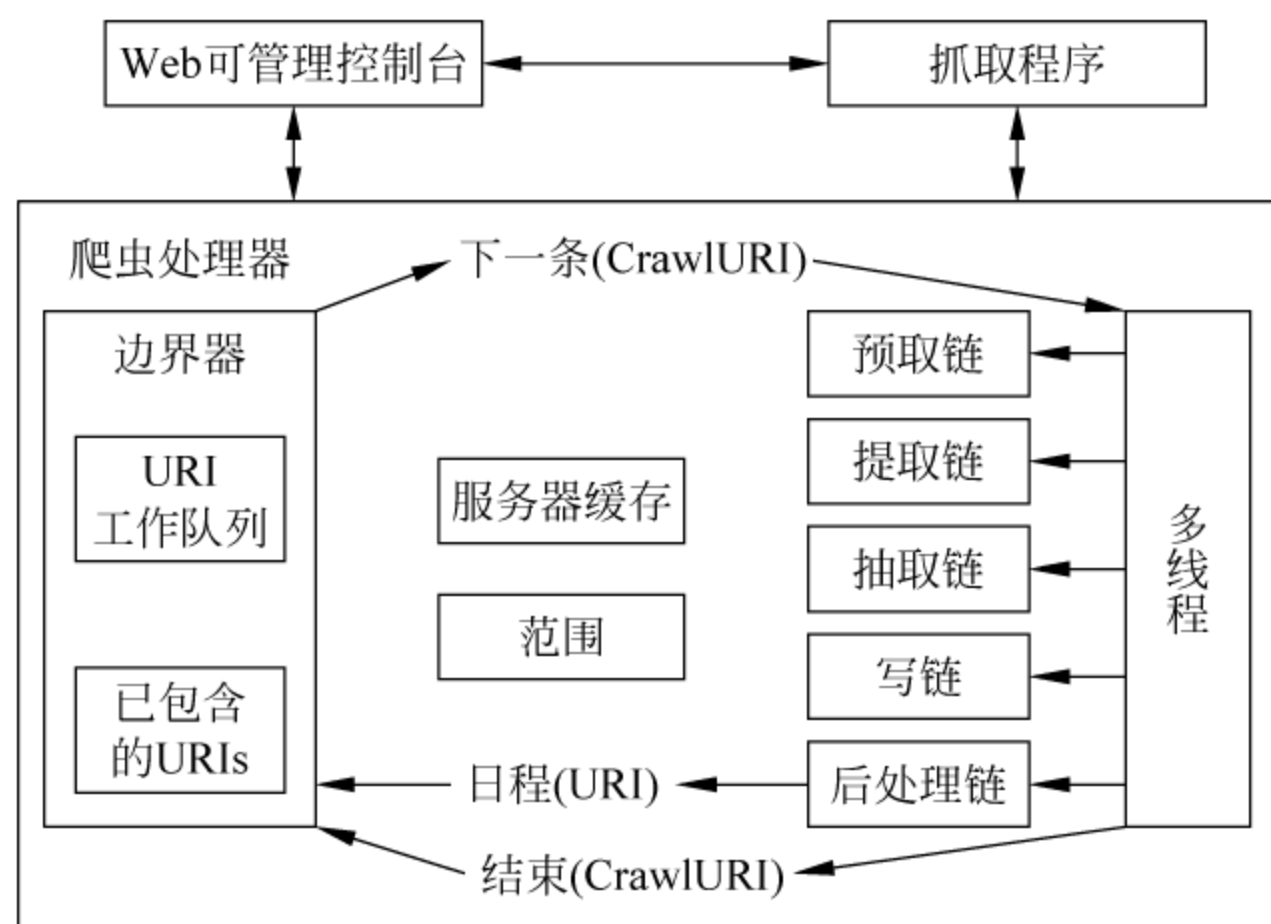 Web可管理控制台
抓取程序
爬虫处理器
下一条(CrawlURI)
边界器
URI
工作队列
已包含
的URIs
服务器缓存
范围
预取链
提取链
抽取链
写链
后处理链
多线程
日程(URI)
结束(CrawlURI)